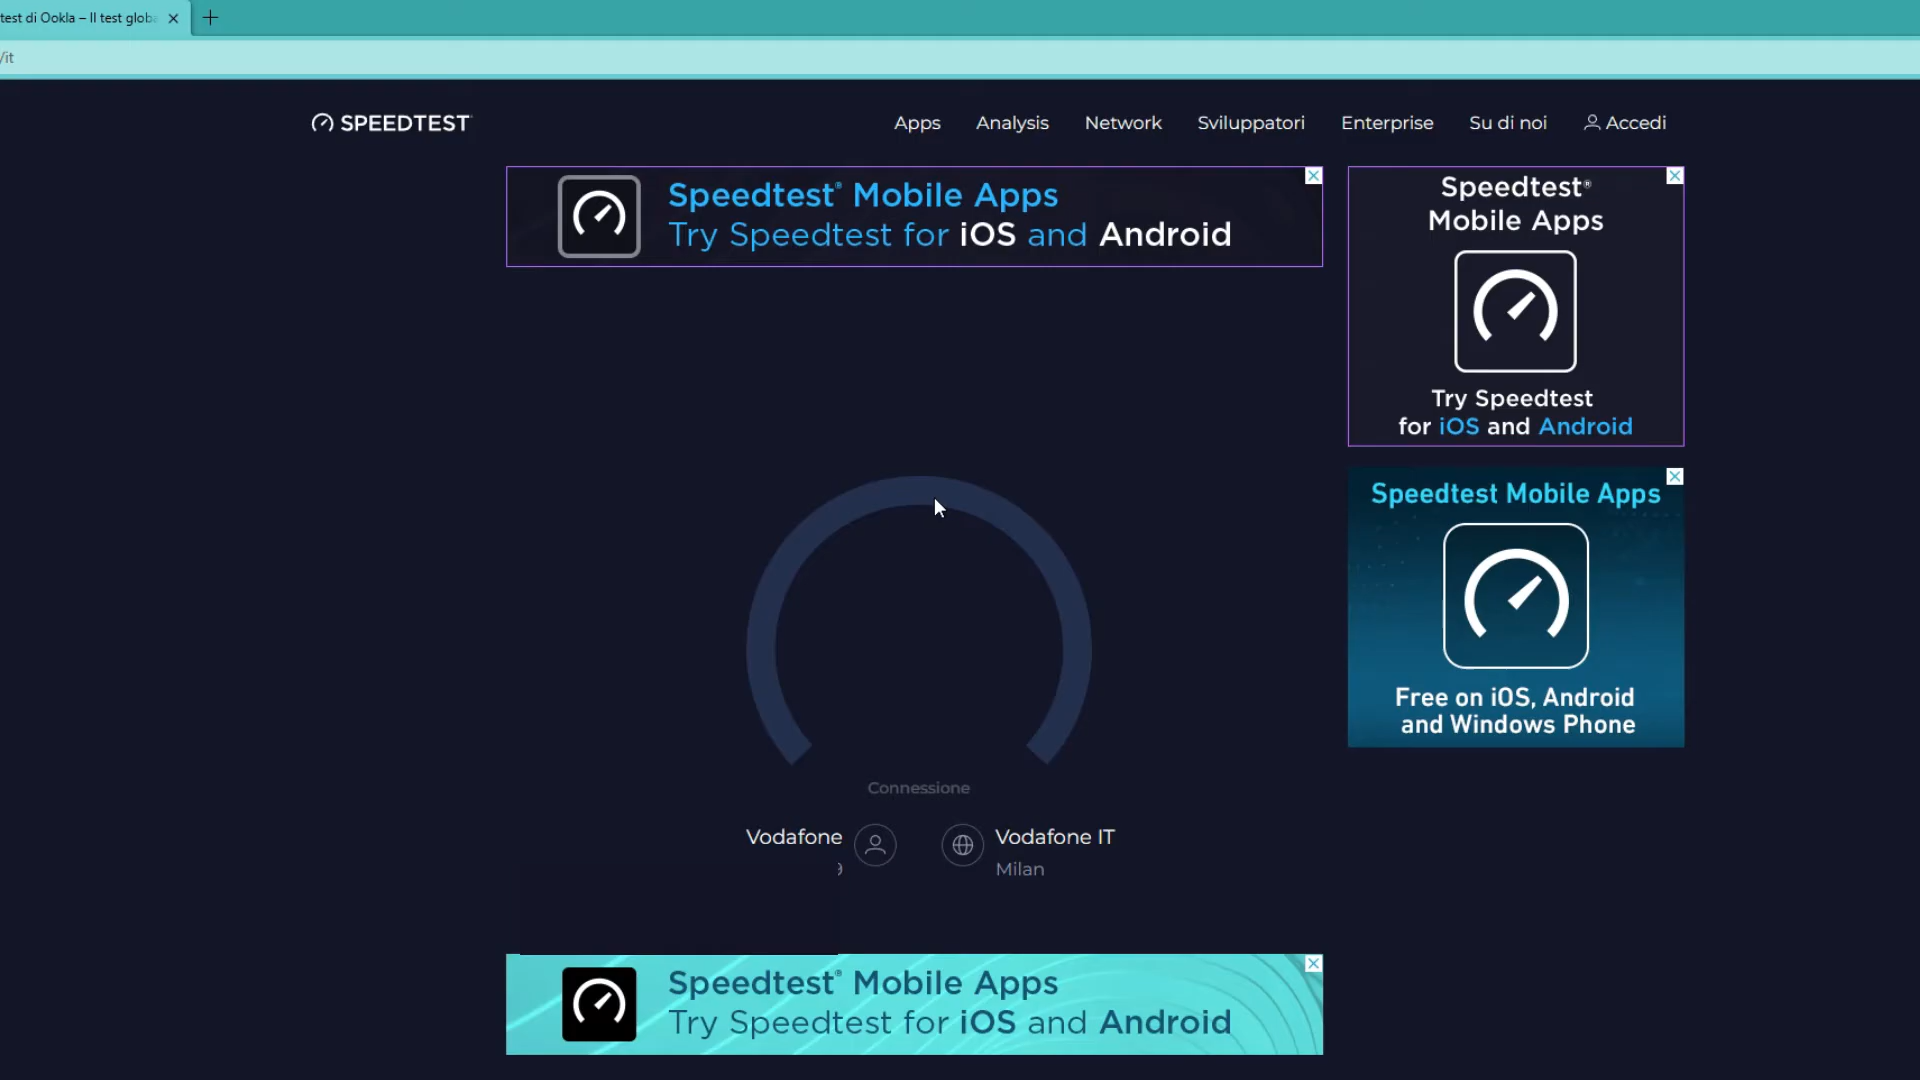 test di Ookla – Il test globa
/it
SPEEDTEST
Apps
Analysis
Network
Sviluppatori
Enterprise
Su di noi
Accedi
Speedtest® Mobile Apps
Try Speedtest for iOS and Android
Speedtest®
Mobile Apps
Try Speedtest
for iOS and Android
Speedtest Mobile Apps
Free on iOS, Android
and Windows Phone
Connessione
Vodafone
Vodafone IT
Milan
Speedtest® Mobile Apps
Try Speedtest for iOS and Android